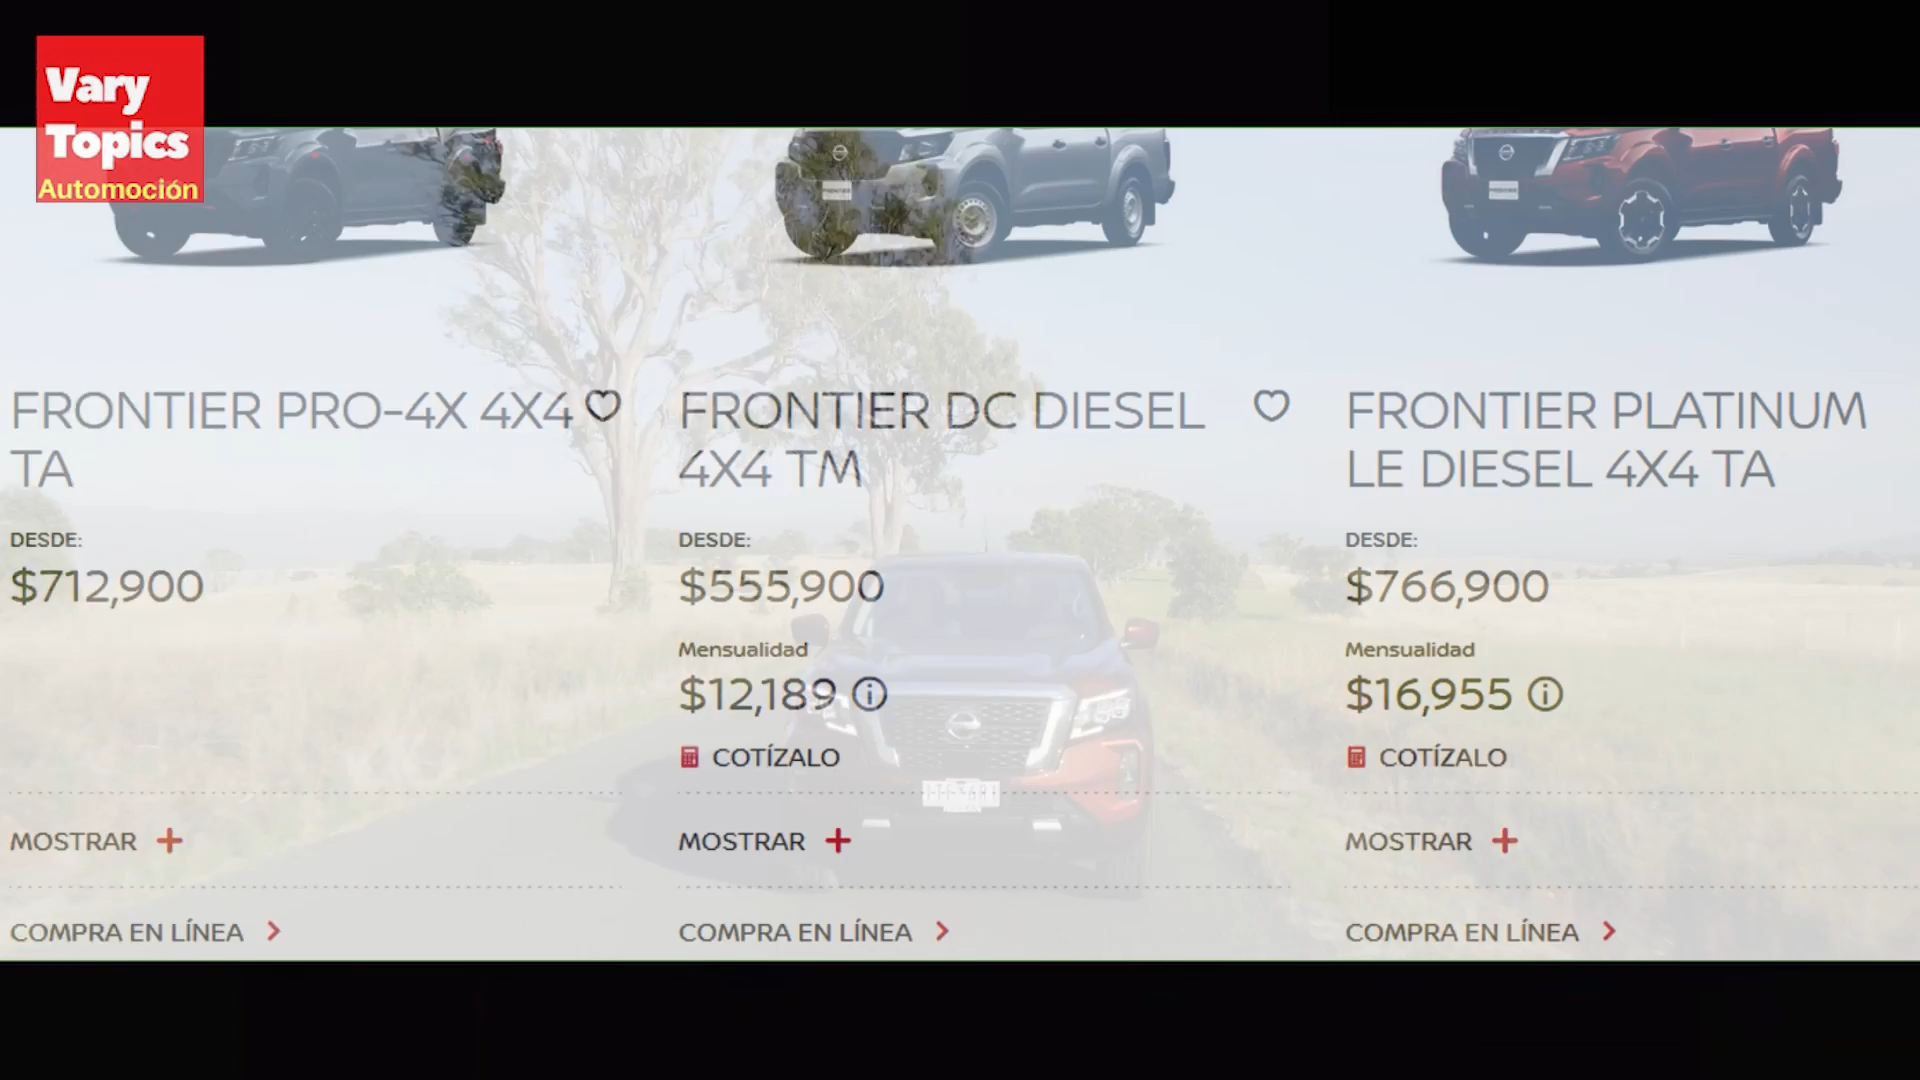 Vary
Topics
Automoción
FRONTIER PRO-4X 4X4
TA
DESDE:
$712,900
MOSTRAR +
COMPRA EN LÍNEA >
FRONTIER DC DIESEL
4X4 TM
DESDE:
$555,900
Mensualidad
$12,189
COTÍZALO
MOSTRAR +
COMPRA EN LÍNEA >
FRONTIER PLATINUM
LE DIESEL 4X4 TA
DESDE:
$766,900
Mensualidad
$16,955
COTÍZALO
MOSTRAR +
COMPRA EN LÍNEA >